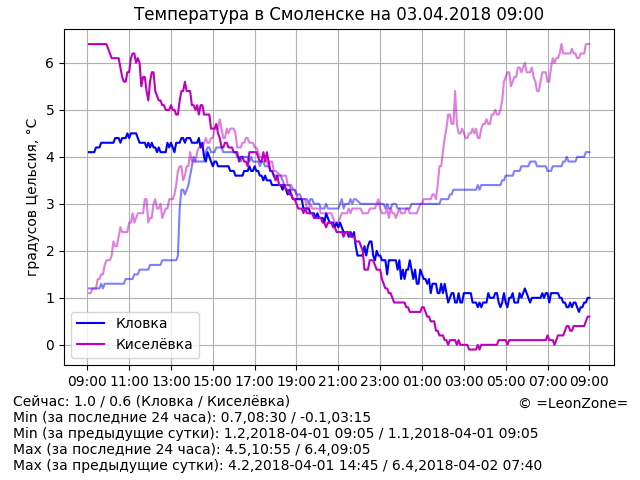 Температура в Смоленске на 03.04.2018 09:00
градусов Цельсия, °C
6
5
4
3
2
1
0
Кловка
Киселёвка
09:00 11:00 13:00 15:00 17:00 19:00 21:00 23:00 01:00 03:00 05:00 07:00 09:00
Сейчас: 1.0 / 0.6 (Кловка / Киселёвка)
© =LeonZone=
Min (за последние 24 часа): 0.7,08:30 / -0.1,03:15
Min (за предыдущие сутки): 1.2,2018-04-01 09:05 / 1.1,2018-04-01 09:05
Max (за последние 24 часа): 4.5,10:55 / 6.4,09:05
Max (за предыдущие сутки): 4.2,2018-04-01 14:45 / 6.4,2018-04-02 07:40